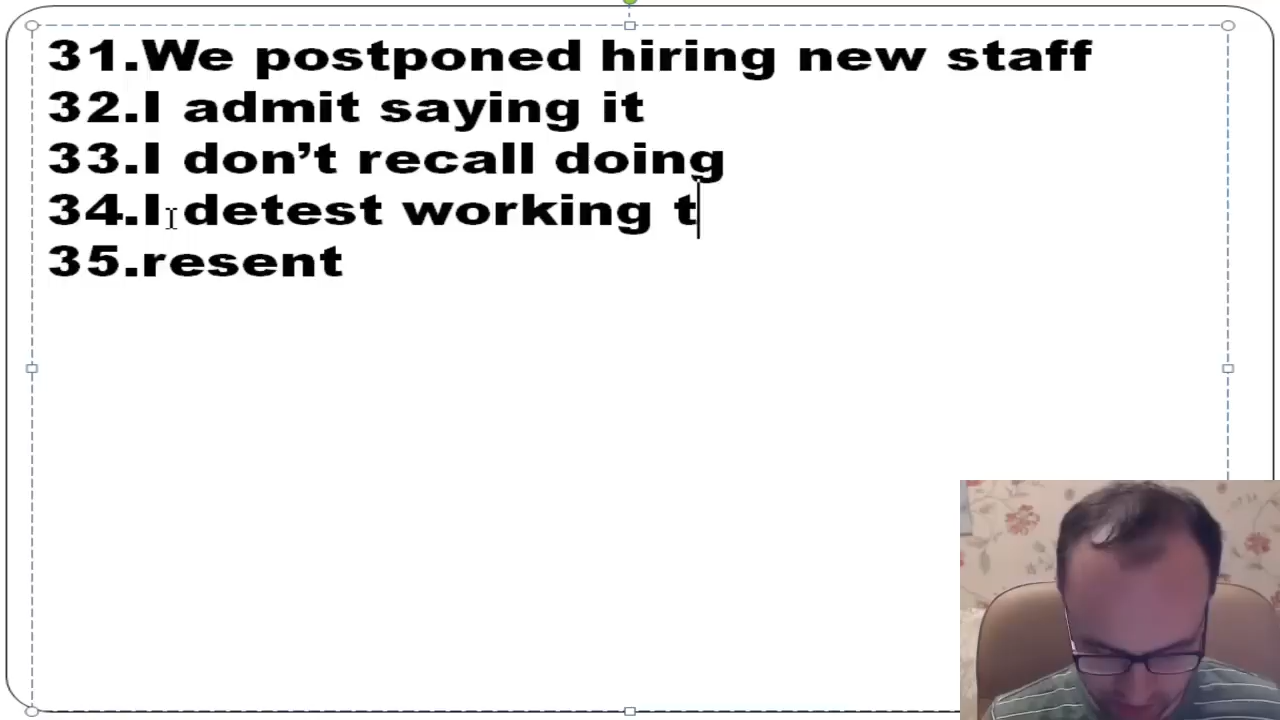 31.We postponed hiring new staff
32.I admit saying it
33.I don’t recall doing
34.I detest working t
35.resent